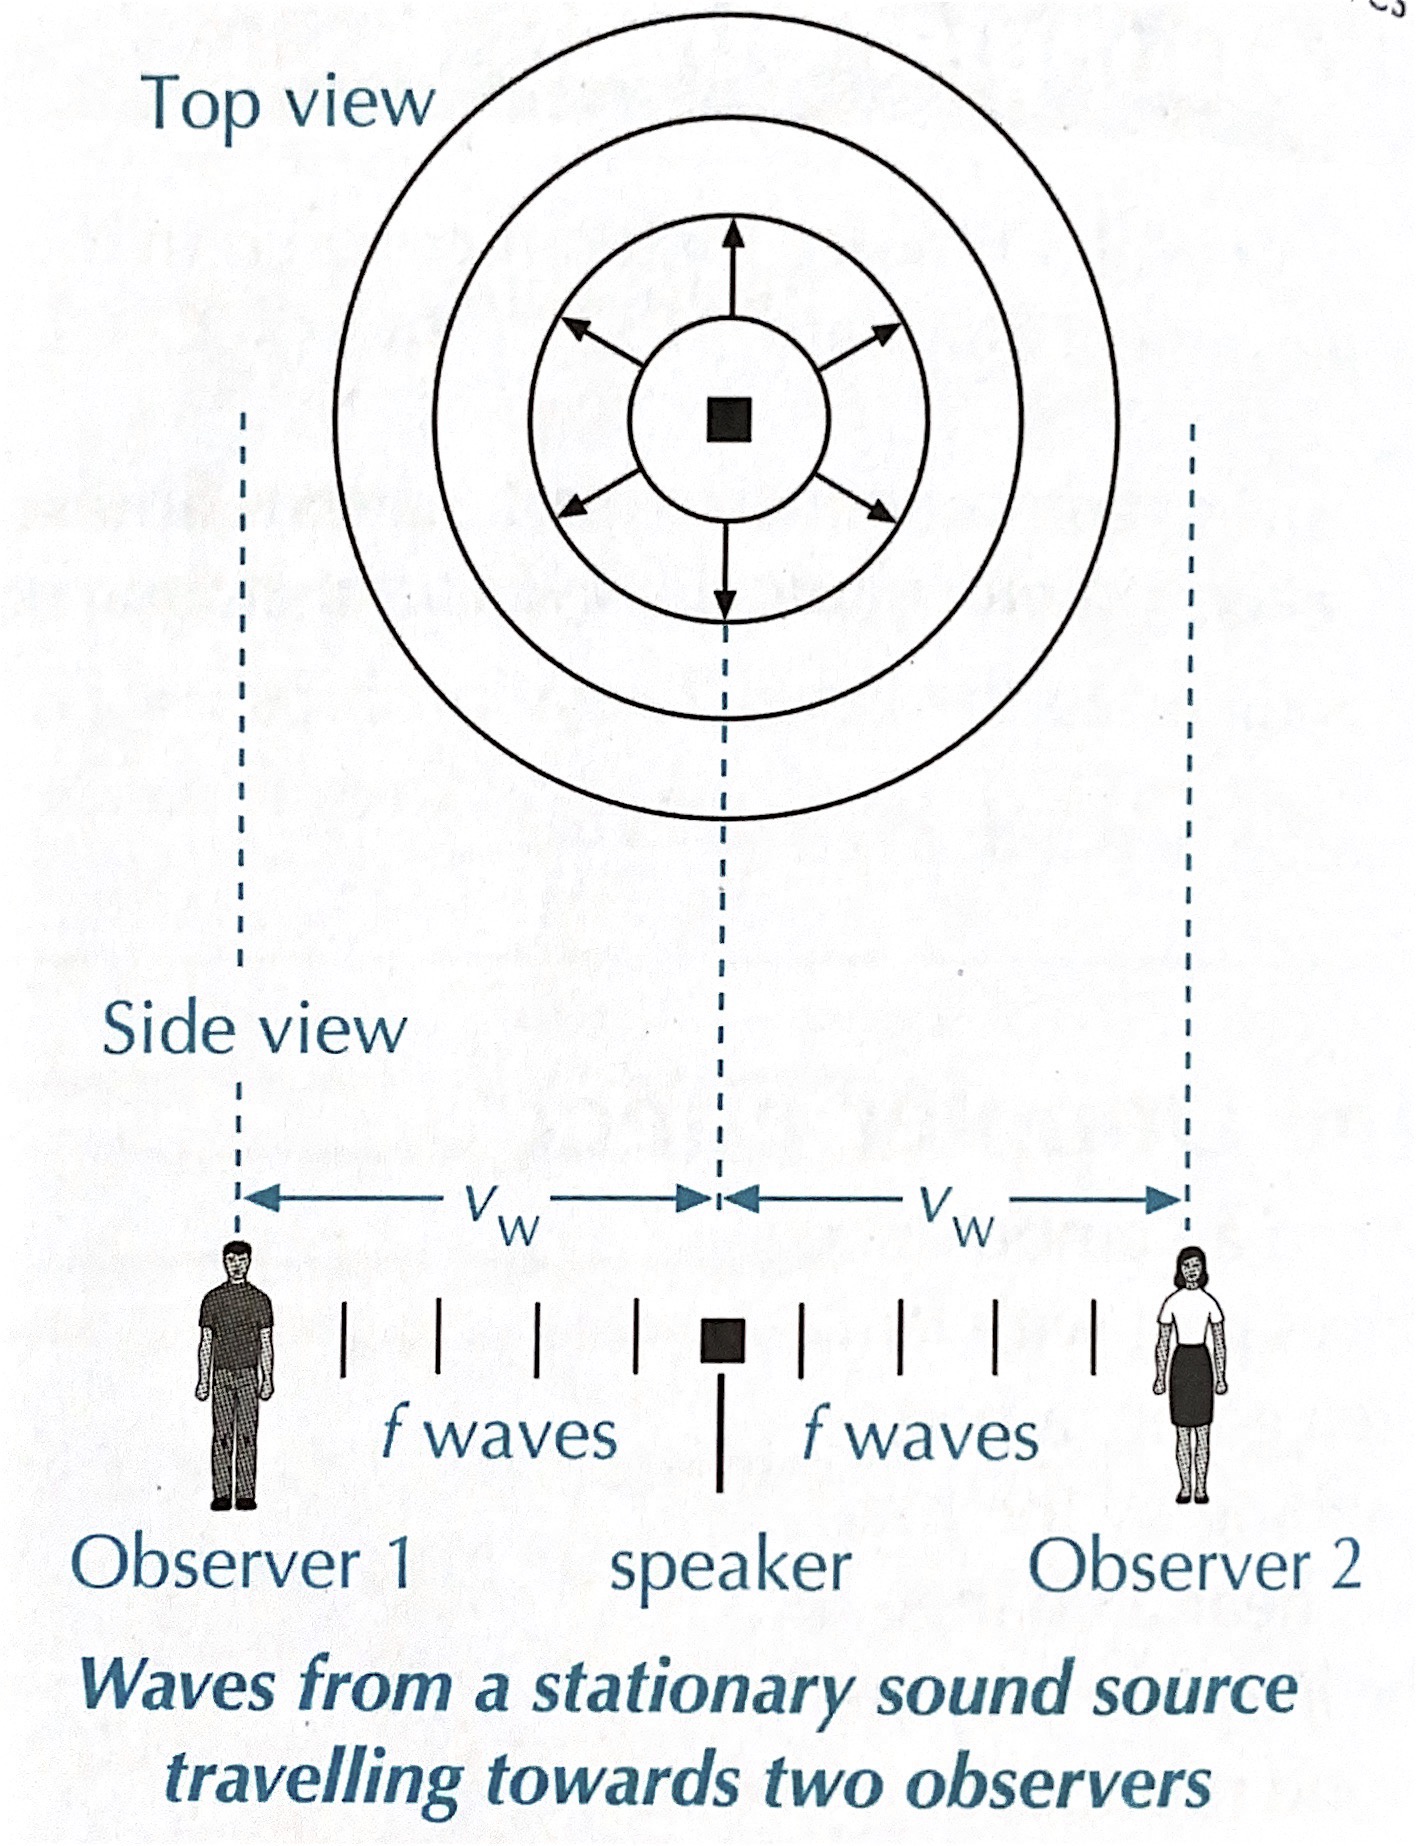 Top view
Side view
v_w v_w
f waves f waves
Observer 1 speaker Observer 2
Waves from a stationary sound source
travelling towards two observers